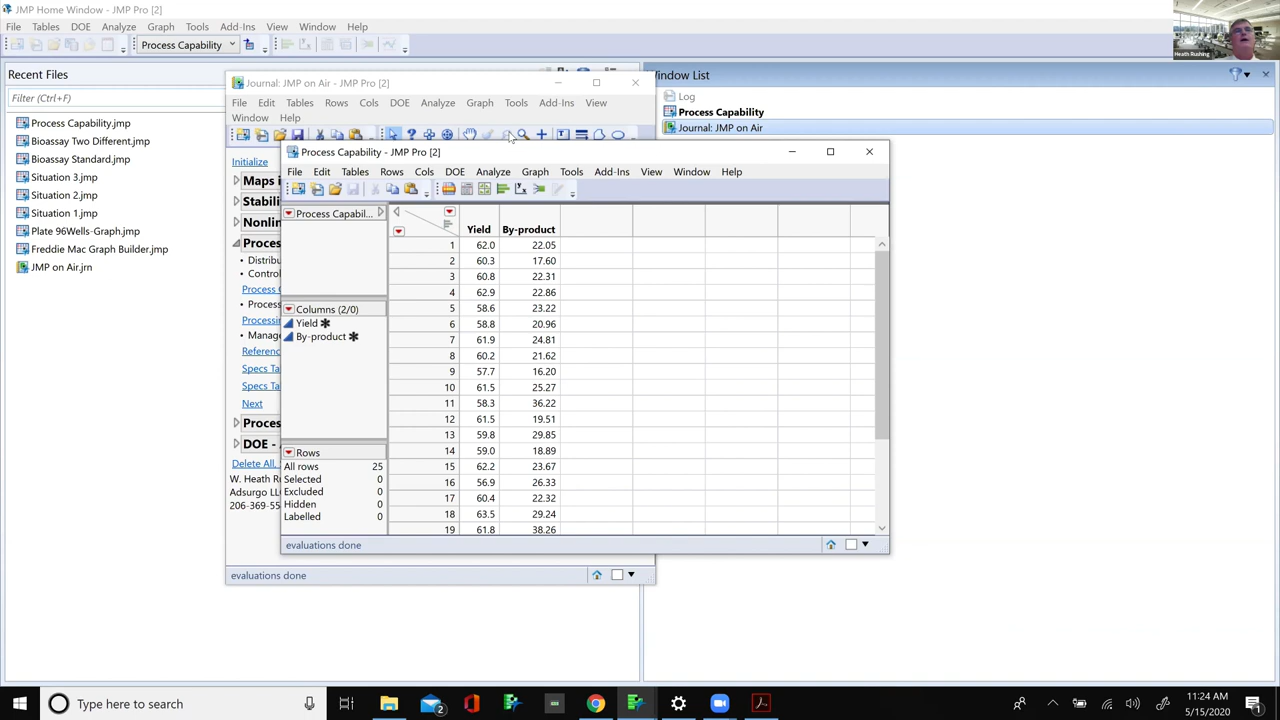 JMP Home Window - JMP Pro [2]
File Tables DOE Analyze Graph Tools Add-Ins View Window Help
Process Capability
Recent Files
Filter (Ctrl+F)
Process Capability.jmp
Bioassay Two Different.jmp
Bioassay Standard.jmp
Situation 3.jmp
Situation 2.jmp
Situation 1.jmp
Plate 96Wells-Graph.jmp
Freddie Mac Graph Builder.jmp
JMP on Air.jrn
Journal: JMP on Air - JMP Pro [2]
File Edit Tables Rows Cols DOE Analyze Graph Tools Add-Ins View
Window Help
Initialize
Maps i
Stabili
Nonlin
Proces
• Distribu
• Control
Process C
• Process
Processin
• Manage
Referenc
Specs Ta
Specs Ta
Next
Proces
DOE -
Delete All,
W. Heath Ru
Adsurgo LL
206-369-55
evaluations done
Process Capability - JMP Pro [2]
File Edit Tables Rows Cols DOE Analyze Graph Tools Add-Ins View Window Help
Process Capabil...
Columns (2/0)
Yield
By-product
Rows
All rows 25
Selected 0
Excluded 0
Hidden 0
Labelled 0
Yield By-product
1 62.0 22.05
2 60.3 17.60
3 60.8 22.31
4 62.9 22.86
5 58.6 23.22
6 58.8 20.96
7 61.9 24.81
8 60.2 21.62
9 57.7 16.20
10 61.5 25.27
11 58.3 36.22
12 61.5 19.51
13 59.8 29.85
14 59.0 18.89
15 62.2 23.67
16 56.9 26.33
17 60.4 22.32
18 63.5 29.24
19 61.8 38.26
evaluations done
Window List
Log
Process Capability
Journal: JMP on Air
Heath Rushing
Type here to search
2
11:24 AM
5/15/2020
1